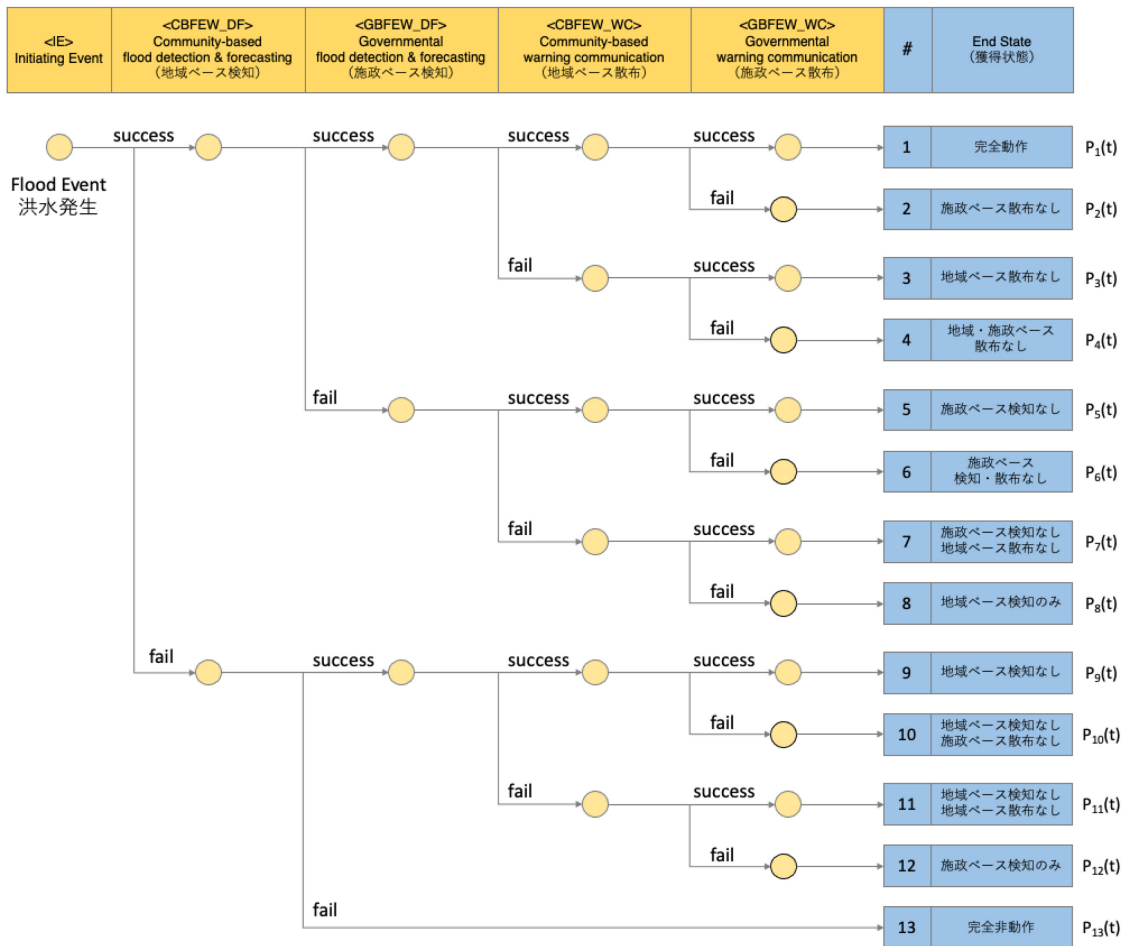 <IE>
Initiating Event
<CBFEW_DF>
Community-based
flood detection & forecasting
（地域ベース検知）
<GBFEW_DF>
Governmental
flood detection & forecasting
（施政ベース検知）
<CBFEW_WC>
Community-based
warning communication
（地域ベース散布）
<GBFEW_WC>
Governmental
warning communication
（施政ベース散布）
#
End State
（獲得状態）
success
success
success
success
1
完全動作
P1(t)
Flood Event
洪水発生
fail
2
施政ベース散布なし
P2(t)
fail
success
3
地域ベース散布なし
P3(t)
fail
4
地域・施政ベース
散布なし
P4(t)
fail
success
success
5
施政ベース検知なし
P5(t)
fail
6
施政ベース
検知・散布なし
P6(t)
fail
success
7
施政ベース検知なし
地域ベース散布なし
P7(t)
fail
8
地域ベース検知のみ
P8(t)
fail
success
success
success
9
地域ベース検知なし
P9(t)
fail
10
地域ベース検知なし
施政ベース散布なし
P10(t)
fail
success
11
地域ベース検知なし
地域ベース散布なし
P11(t)
fail
12
施政ベース検知のみ
P12(t)
fail
13
完全非動作
P13(t)